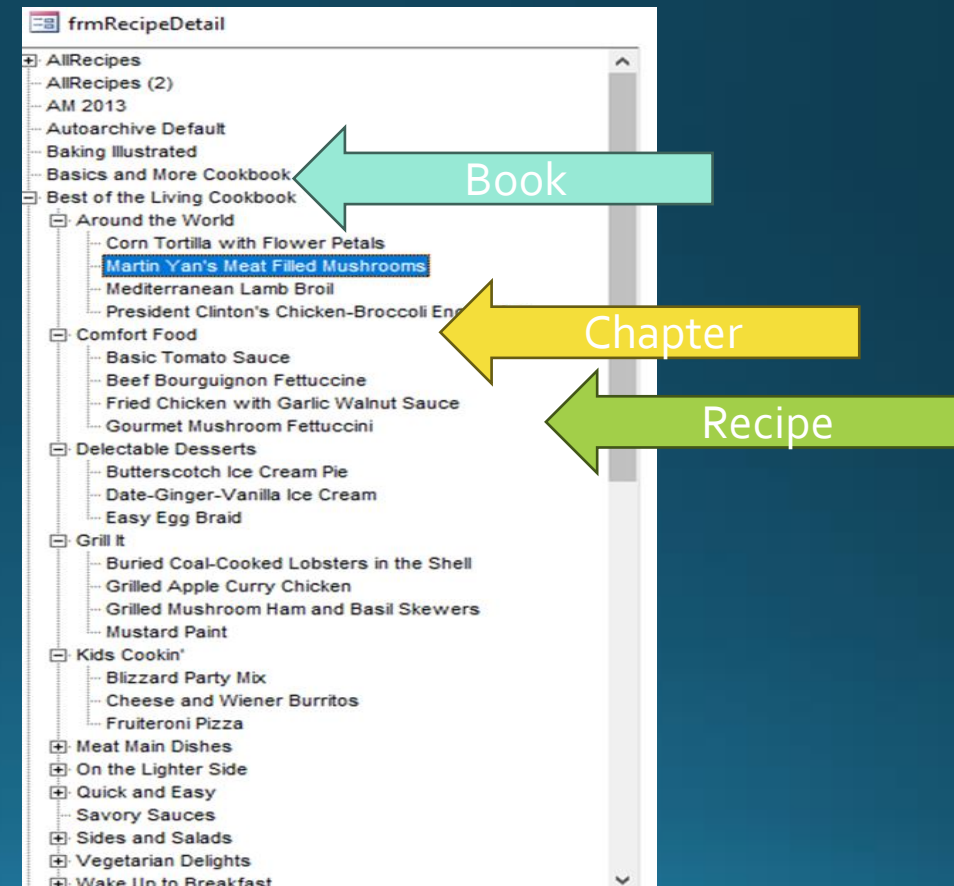 frmRecipeDetail
AllRecipes
AllRecipes (2)
AM 2013
Autoarchive Default
Baking Illustrated
Basics and More Cookbook
Book
Best of the Living Cookbook
Around the World
Corn Tortilla with Flower Petals
Martin Yan's Meat Filled Mushrooms
Mediterranean Lamb Broil
President Clinton's Chicken-Broccoli
Chapter
Comfort Food
Basic Tomato Sauce
Beef Bourguignon Fettuccine
Fried Chicken with Garlic Walnut Sauce
Recipe
Gourmet Mushroom Fettuccini
Delectable Desserts
Butterscotch Ice Cream Pie
Date-Ginger-Vanilla Ice Cream
Easy Egg Braid
Grill It
Buried Coal-Cooked Lobsters in the Shell
Grilled Apple Curry Chicken
Grilled Mushroom Ham and Basil Skewers
Mustard Paint
Kids Cookin'
Blizzard Party Mix
Cheese and Wiener Burritos
Fruiteroni Pizza
Meat Main Dishes
On the Lighter Side
Quick and Easy
Savory Sauces
Sides and Salads
Vegetarian Delights
Wake Up to Breakfast